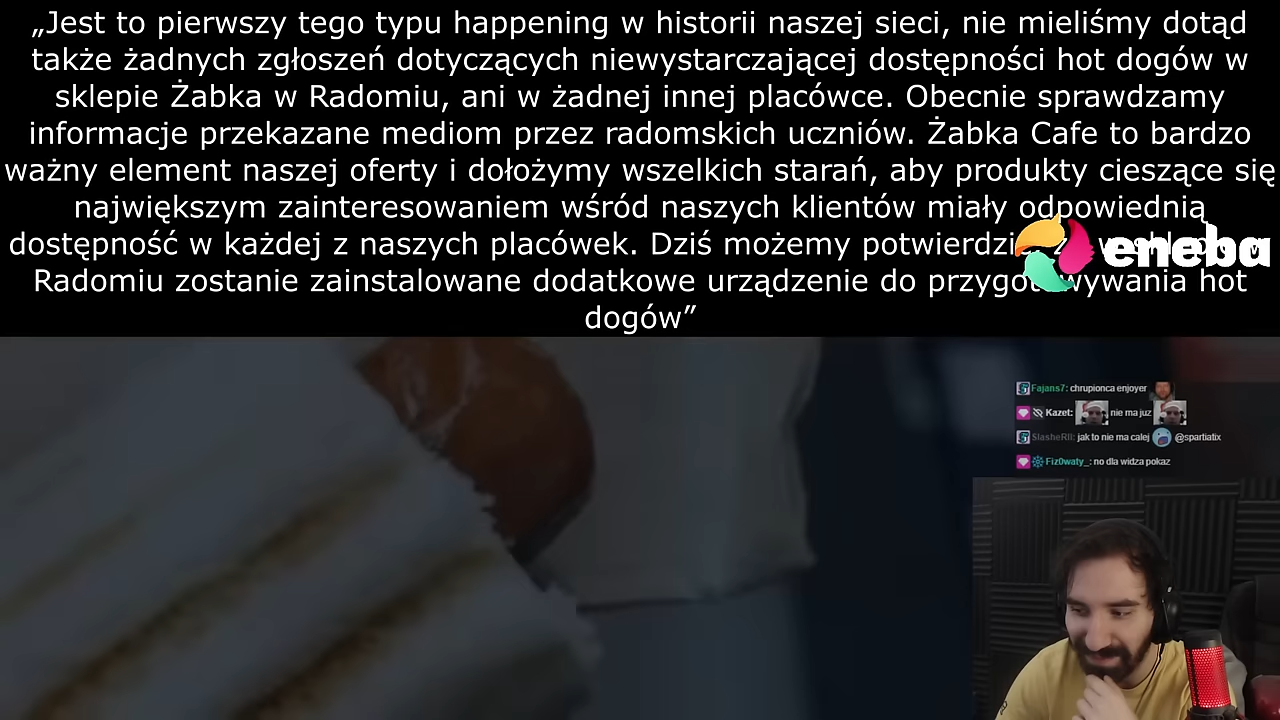 „Jest to pierwszy tego typu happening w historii naszej sieci, nie mieliśmy dotąd
także żadnych zgłoszeń dotyczących niewystarczającej dostępności hot dogów w
sklepie Żabka w Radomiu, ani w żadnej innej placówce. Obecnie sprawdzamy
informacje przekazane mediom przez radomskich uczniów. Żabka Cafe to bardzo
ważny element naszej oferty i dołożymy wszelkich starań, aby produkty cieszące się
największym zainteresowaniem wśród naszych klientów miały odpowiednią
dostępność w każdej z naszych placówek. Dziś możemy
eneba
Radomiu zostanie zainstalowane dodatkowe urządzenie do hot
dogów”
Fajans7: chrupionca enjoyer
Kazet: nie ma juz
SlasheRII: jak to nie ma calej @spartiatix
Fiz0waty_: no dla widza pokaz